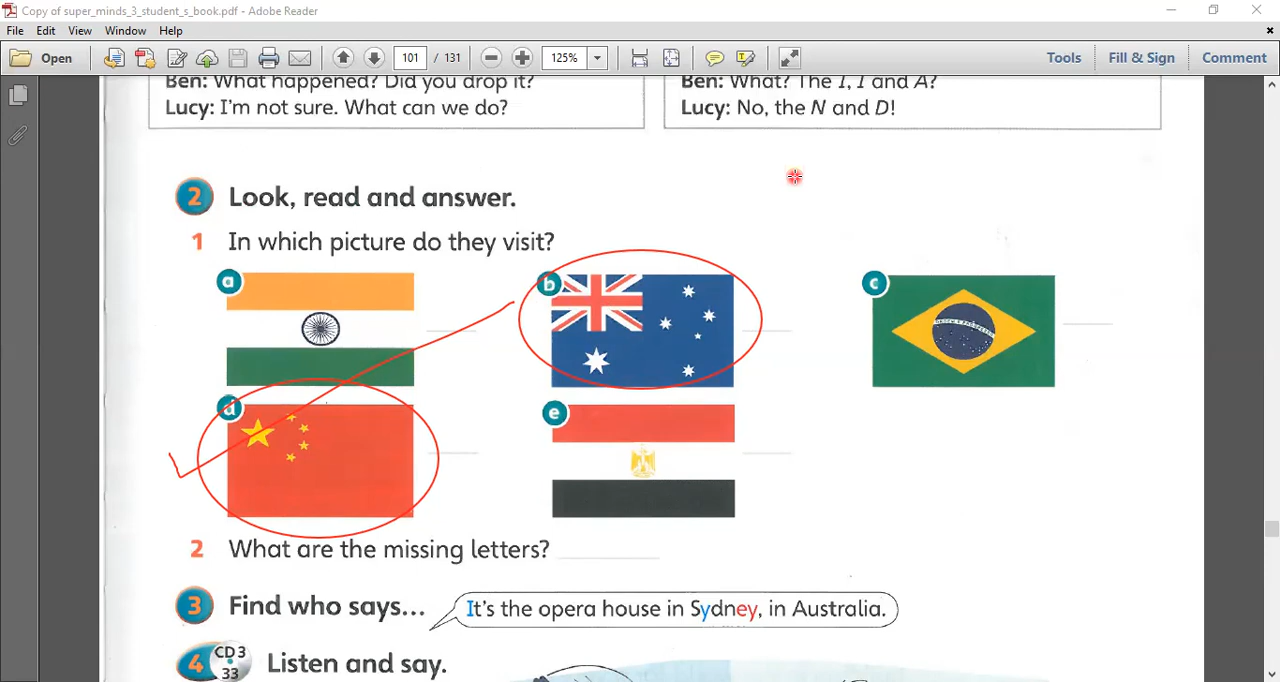 Copy of super_minds_3_student_s_book.pdf - Adobe Reader
File Edit View Window Help
Open 101 / 131 125% Tools Fill & Sign Comment
Ben: What happened? Did you drop it?
Lucy: I'm not sure. What can we do?
Ben: What? The I, I and A?
Lucy: No, the N and D!
2 Look, read and answer.
1 In which picture do they visit?
a b c
d e
2 What are the missing letters?
3 Find who says... It's the opera house in Sydney, in Australia.
4 CD 3 33 Listen and say.